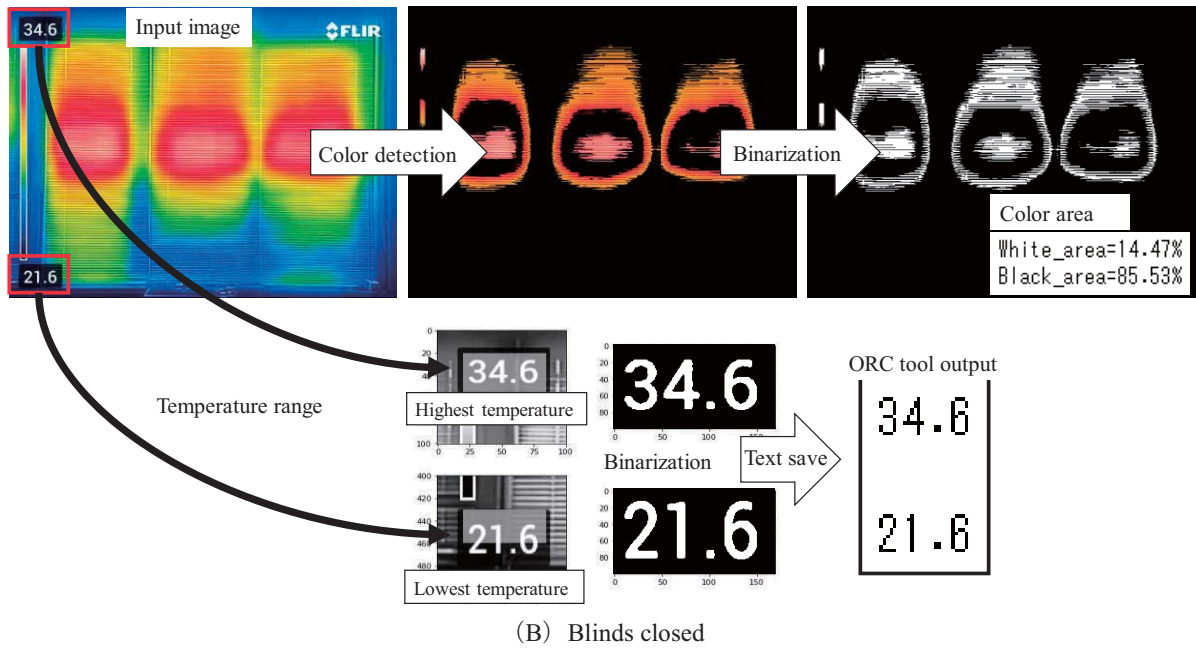 34.6
Input image
FLIR
21.6
Color detection
Binarization
Color area
White_area=14.47%
Black_area=85.53%
Temperature range
0
20
40
100
34.6
Highest temperature
0 25 50 75 100
400
420
440
460
480
21.6
Lowest temperature
0
20
40
60
80
34.6
0 50 100 150
Binarization
0
20
40
60
80
21.6
0 50 100 150
Text save
ORC tool output
34.6
21.6
(B) Blinds closed